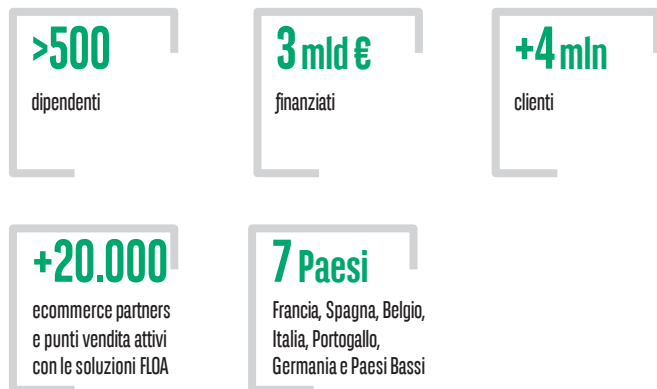 >500
dipendenti
3 mld €
finanziati
+4 mln
clienti
+20.000
ecommerce partners
e punti vendita attivi
con le soluzioni FLOA
7 Paesi
Francia, Spagna, Belgio,
Italia, Portogallo,
Germania e Paesi Bassi